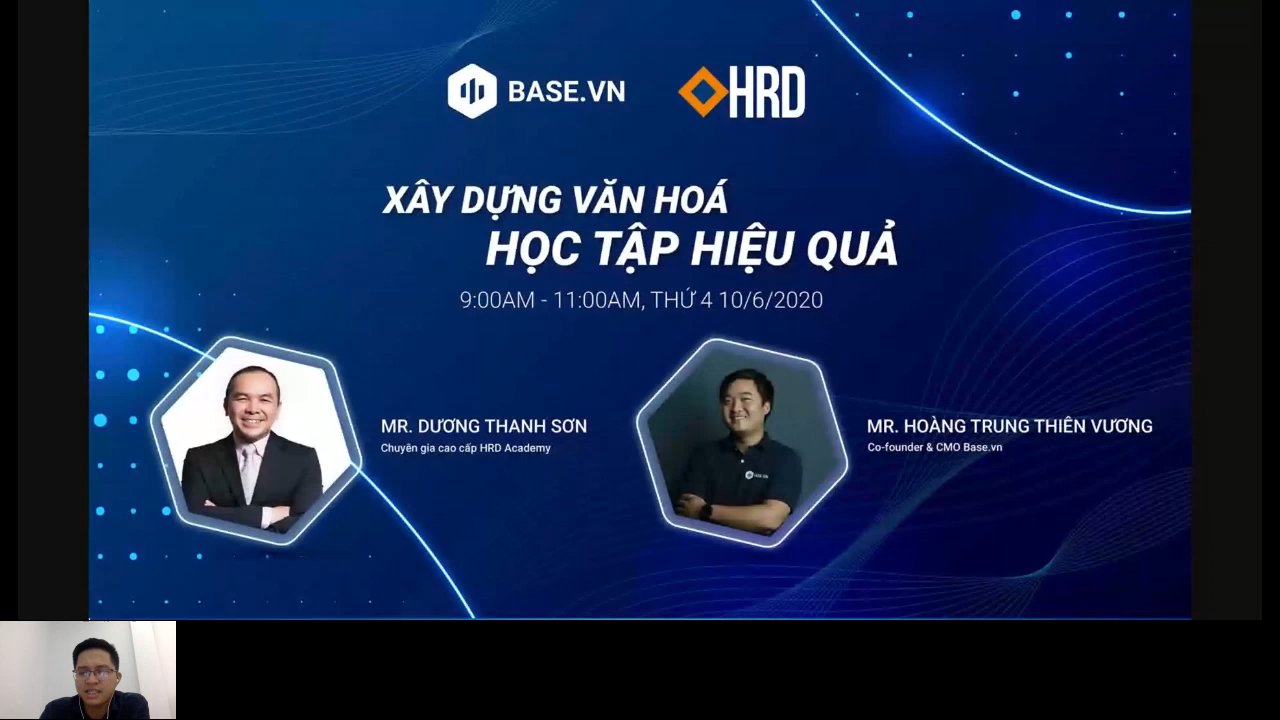 BASE.VN
HRD
XÂY DỰNG VĂN HOÁ
HỌC TẬP HIỆU QUẢ
9:00AM - 11:00AM, THỨ 4 10/6/2020
MR. DƯƠNG THANH SƠN
Chuyên gia cao cấp HRD Academy
MR. HOÀNG TRUNG THIÊN VƯƠNG
Co-founder & CMO Base.vn